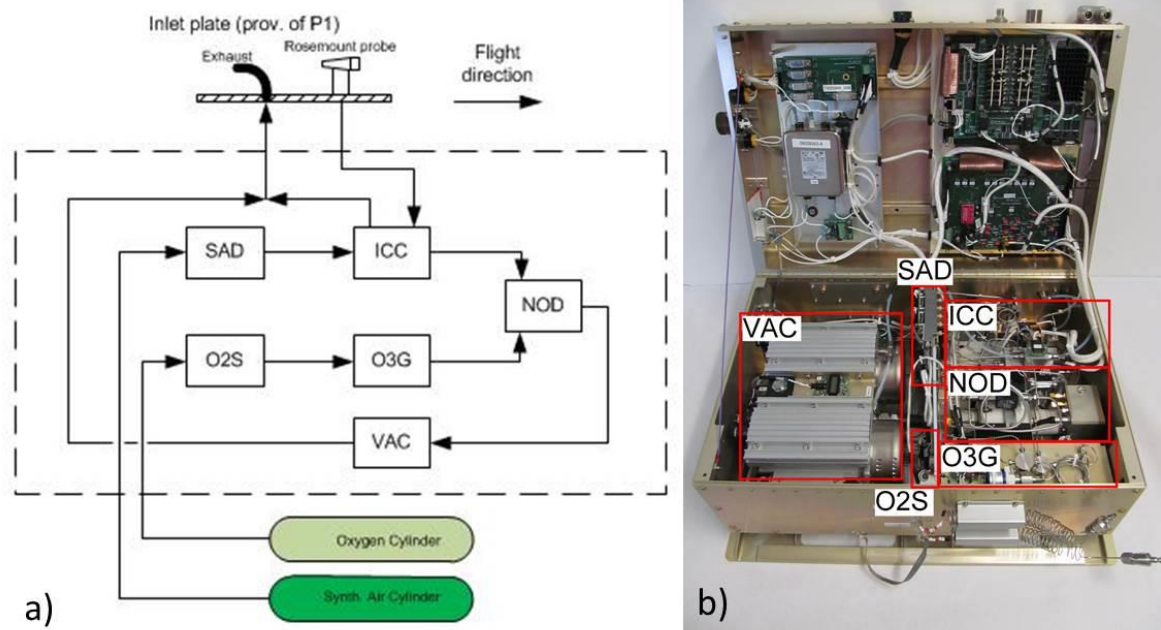 Inlet plate (prov. of P1)
Exhaust
Rosemount probe
Flight
direction
SAD
ICC
NOD
O2S
O3G
VAC
Oxygen Cylinder
Synth. Air Cylinder
a)
SAD
VAC
ICC
NOD
O3G
O2S
b)